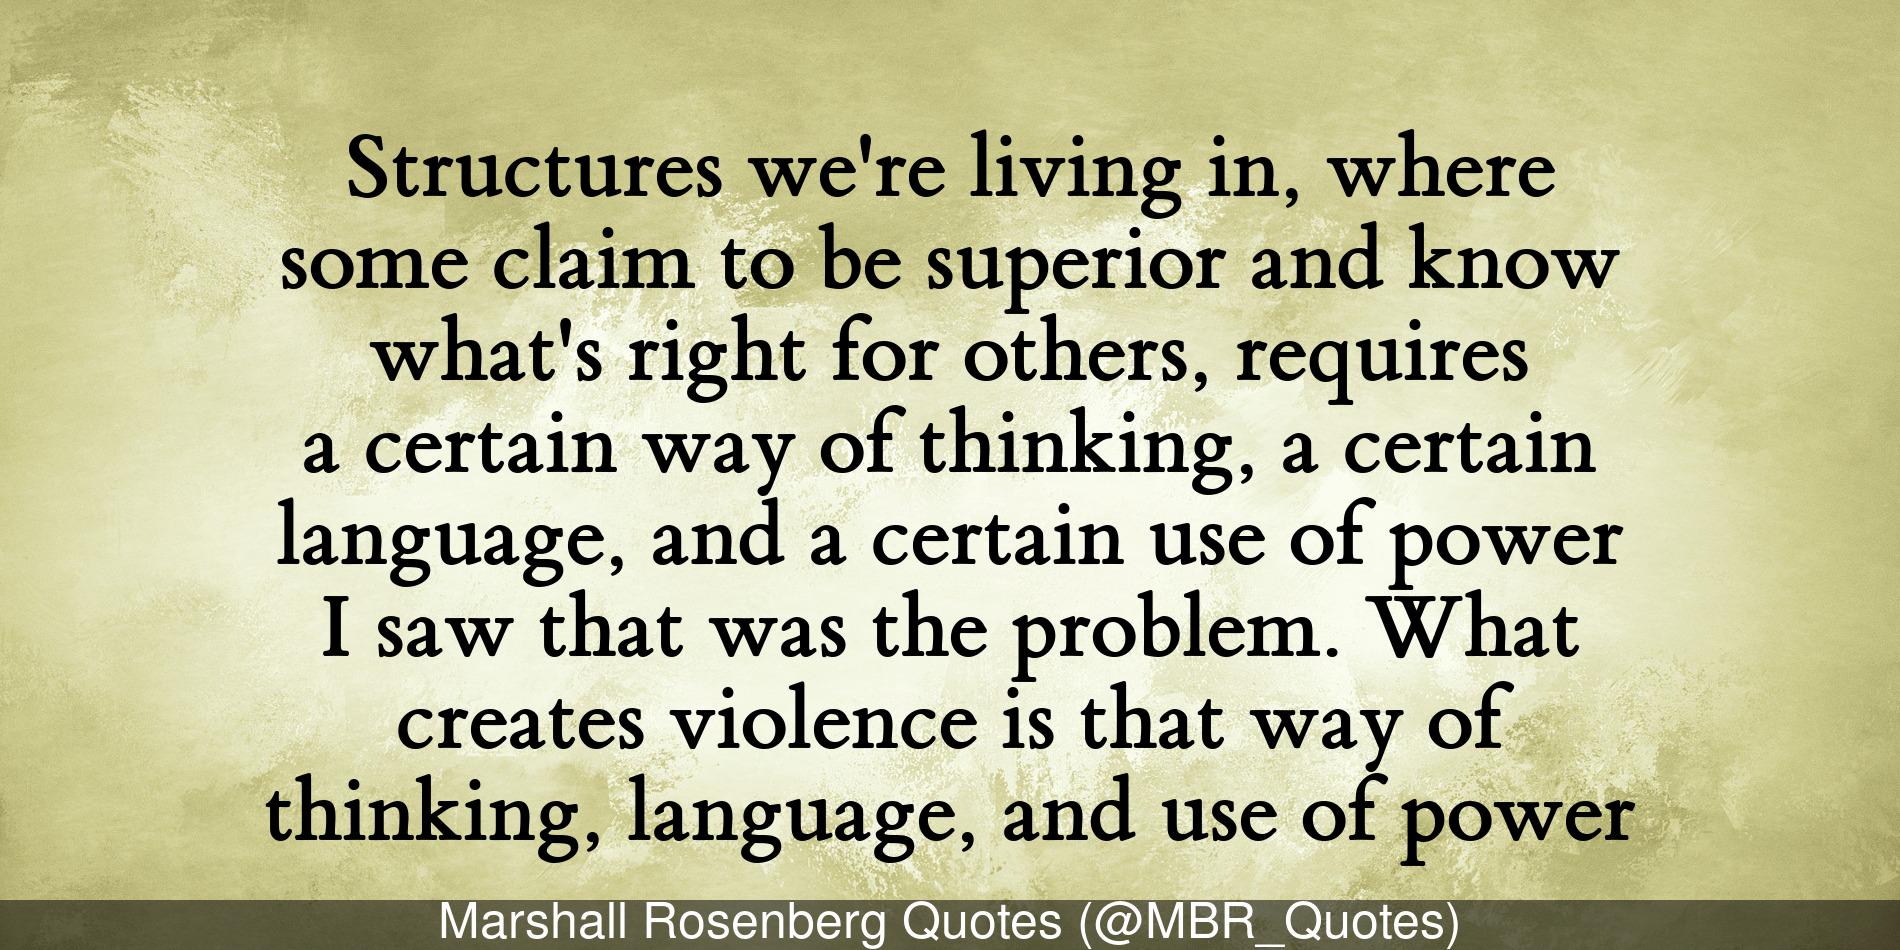 Structures we're living in, where
some claim to be superior and know
what's right for others, requires
a certain way of thinking, a certain
language, and a certain use of power
I saw that was the problem. What
creates violence is that way of
thinking, language, and use of power
Marshall Rosenberg Quotes (@MBR_Quotes)